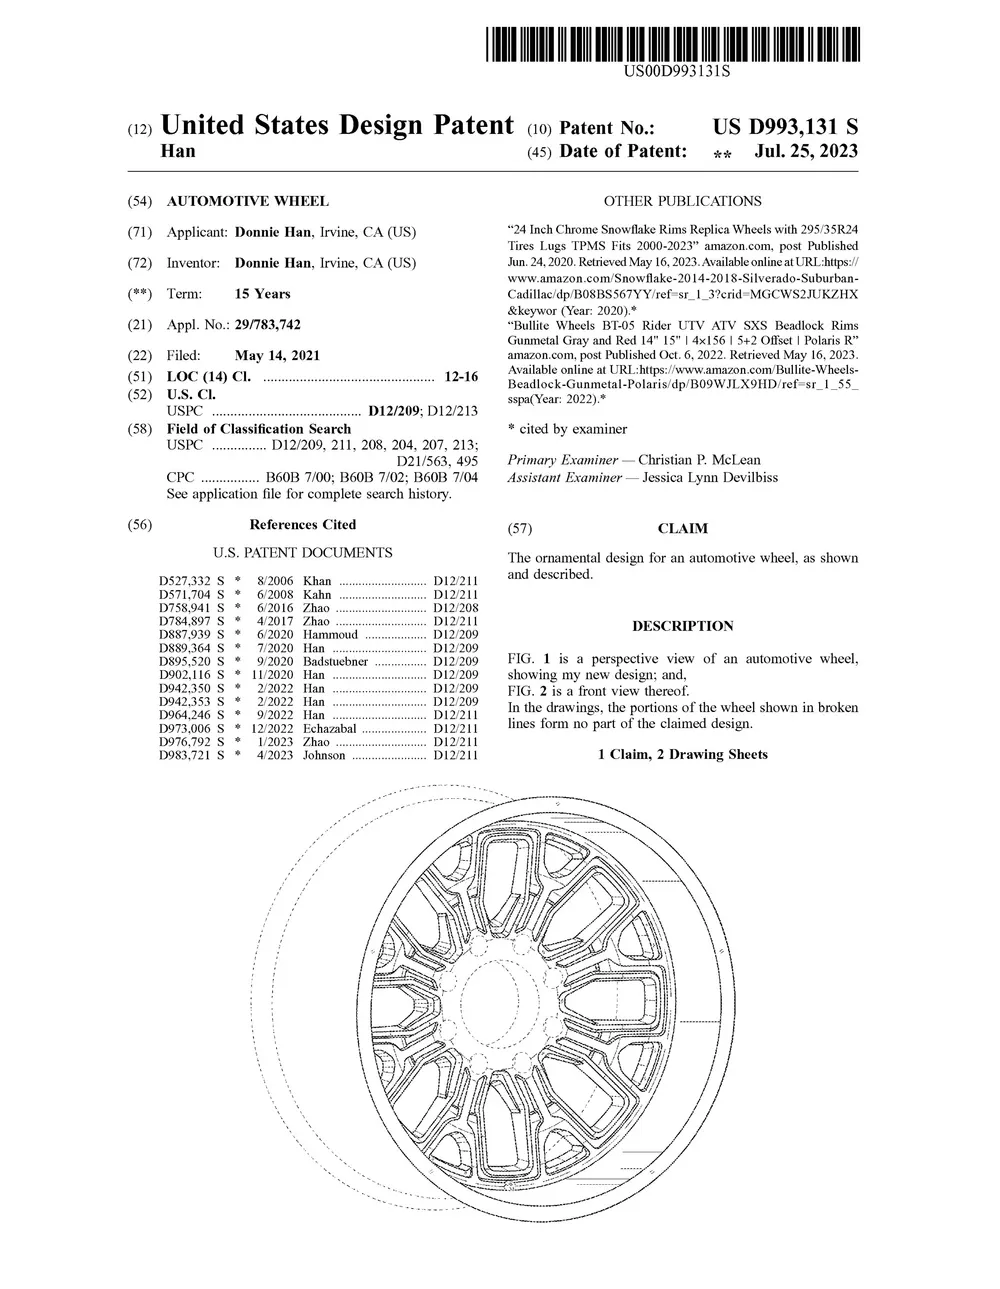 US00D993131S
(12) United States Design Patent
Han
(10) Patent No.: US D993,131 S
(45) Date of Patent: ** Jul. 25, 2023
(54) AUTOMOTIVE WHEEL
(71) Applicant: Donnie Han, Irvine, CA (US)
(72) Inventor: Donnie Han, Irvine, CA (US)
(**) Term: 15 Years
(21) Appl. No.: 29/783,742
(22) Filed: May 14, 2021
(51) LOC (14) Cl. ............................................... 12-16
(52) U.S. Cl.
USPC ......................................... D12/209; D12/213
(58) Field of Classification Search
USPC ............... D12/209, 211, 208, 204, 207, 213;
D21/563, 495
CPC ................ B60B 7/00; B60B 7/02; B60B 7/04
See application file for complete search history.
(56) References Cited
U.S. PATENT DOCUMENTS
D527,332 S * 8/2006 Khan ........................... D12/211
D571,704 S * 6/2008 Kahn ........................... D12/211
D758,941 S * 6/2016 Zhao ............................ D12/208
D784,897 S * 4/2017 Zhao ............................ D12/211
D887,939 S * 6/2020 Hammoud ................... D12/209
D889,364 S * 7/2020 Han ............................. D12/209
D895,520 S * 9/2020 Badstuebner ................ D12/209
D902,116 S * 11/2020 Han ............................. D12/209
D942,350 S * 2/2022 Han ............................. D12/209
D942,353 S * 2/2022 Han ............................. D12/209
D964,246 S * 9/2022 Han ............................. D12/211
D973,006 S * 12/2022 Echazabal .................... D12/211
D976,792 S * 1/2023 Zhao ............................ D12/211
D983,721 S * 4/2023 Johnson ....................... D12/211
OTHER PUBLICATIONS
“24 Inch Chrome Snowflake Rims Replica Wheels with 295/35R24
Tires Lugs TPMS Fits 2000-2023” amazon.com, post Published
Jun. 24, 2020. Retrieved May 16, 2023. Available online at URL:https://
www.amazon.com/Snowflake-2014-2018-Silverado-Suburban-
Cadillac/dp/B08BS567YY/ref=sr_1_3?crid=MGCWS2JUKZHX
&keywor (Year: 2020).*
“Bullite Wheels BT-05 Rider UTV ATV SXS Beadlock Rims
Gunmetal Gray and Red 14" 15" | 4×156 | 5+2 Offset | Polaris R”
amazon.com, post Published Oct. 6, 2022. Retrieved May 16, 2023.
Available online at URL:https://www.amazon.com/Bullite-Wheels-
Beadlock-Gunmetal-Polaris/dp/B09WJLX9HD/ref=sr_1_55_
sspa(Year: 2022).*
* cited by examiner
Primary Examiner — Christian P. McLean
Assistant Examiner — Jessica Lynn Devilbiss
(57) CLAIM
The ornamental design for an automotive wheel, as shown
and described.
DESCRIPTION
FIG. 1 is a perspective view of an automotive wheel,
showing my new design; and,
FIG. 2 is a front view thereof.
In the drawings, the portions of the wheel shown in broken
lines form no part of the claimed design.
1 Claim, 2 Drawing Sheets